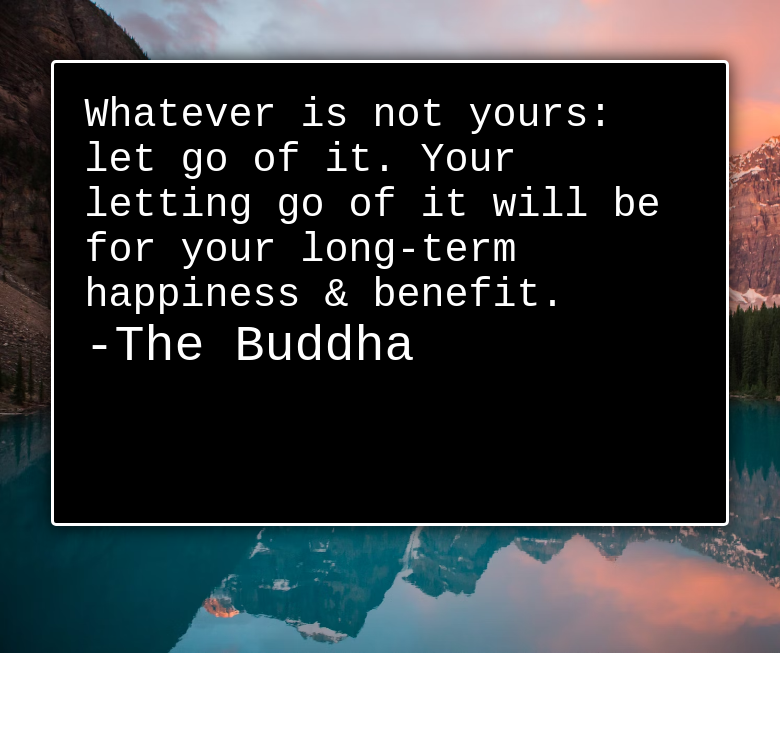 Whatever is not yours:
let go of it. Your
letting go of it will be
for your long-term
happiness & benefit.
-The Buddha